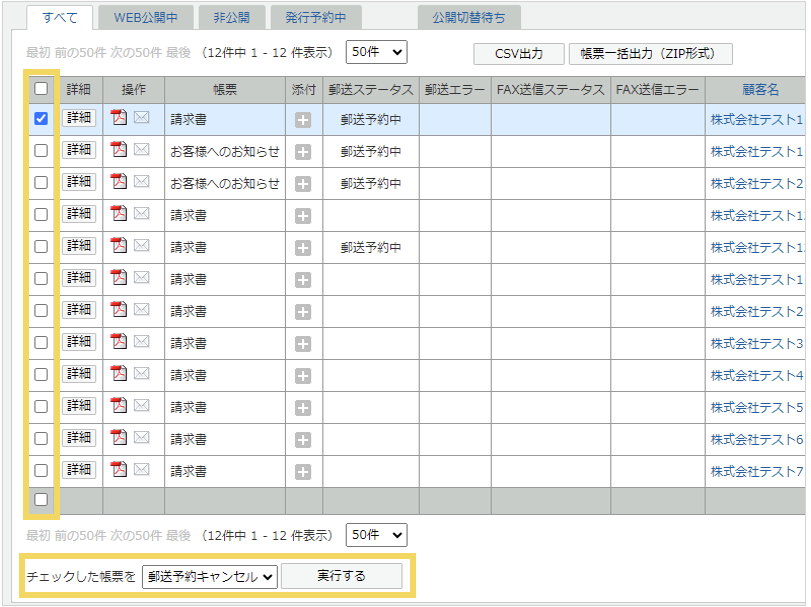 すべて WEB公開中 非公開 発行予約中 公開切替待ち
最初 前の50件 次の50件 最後 （12件中 1 - 12 件表示） 50件 CSV出力 帳票一括出力（ZIP形式）
詳細 操作 帳票 添付 郵送ステータス 郵送エラー FAX送信ステータス FAX送信エラー 顧客名
詳細 請求書 郵送予約中 株式会社テスト1
詳細 お客様へのお知らせ 郵送予約中 株式会社テスト1
詳細 お客様へのお知らせ 郵送予約中 株式会社テスト2
詳細 請求書 株式会社テスト1
詳細 請求書 郵送予約中 株式会社テスト1
詳細 請求書 株式会社テスト1
詳細 請求書 株式会社テスト2
詳細 請求書 株式会社テスト3
詳細 請求書 株式会社テスト4
詳細 請求書 株式会社テスト5
詳細 請求書 株式会社テスト6
詳細 請求書 株式会社テスト7
最初 前の50件 次の50件 最後 （12件中 1 - 12 件表示） 50件
チェックした帳票を 郵送予約キャンセル 実行する